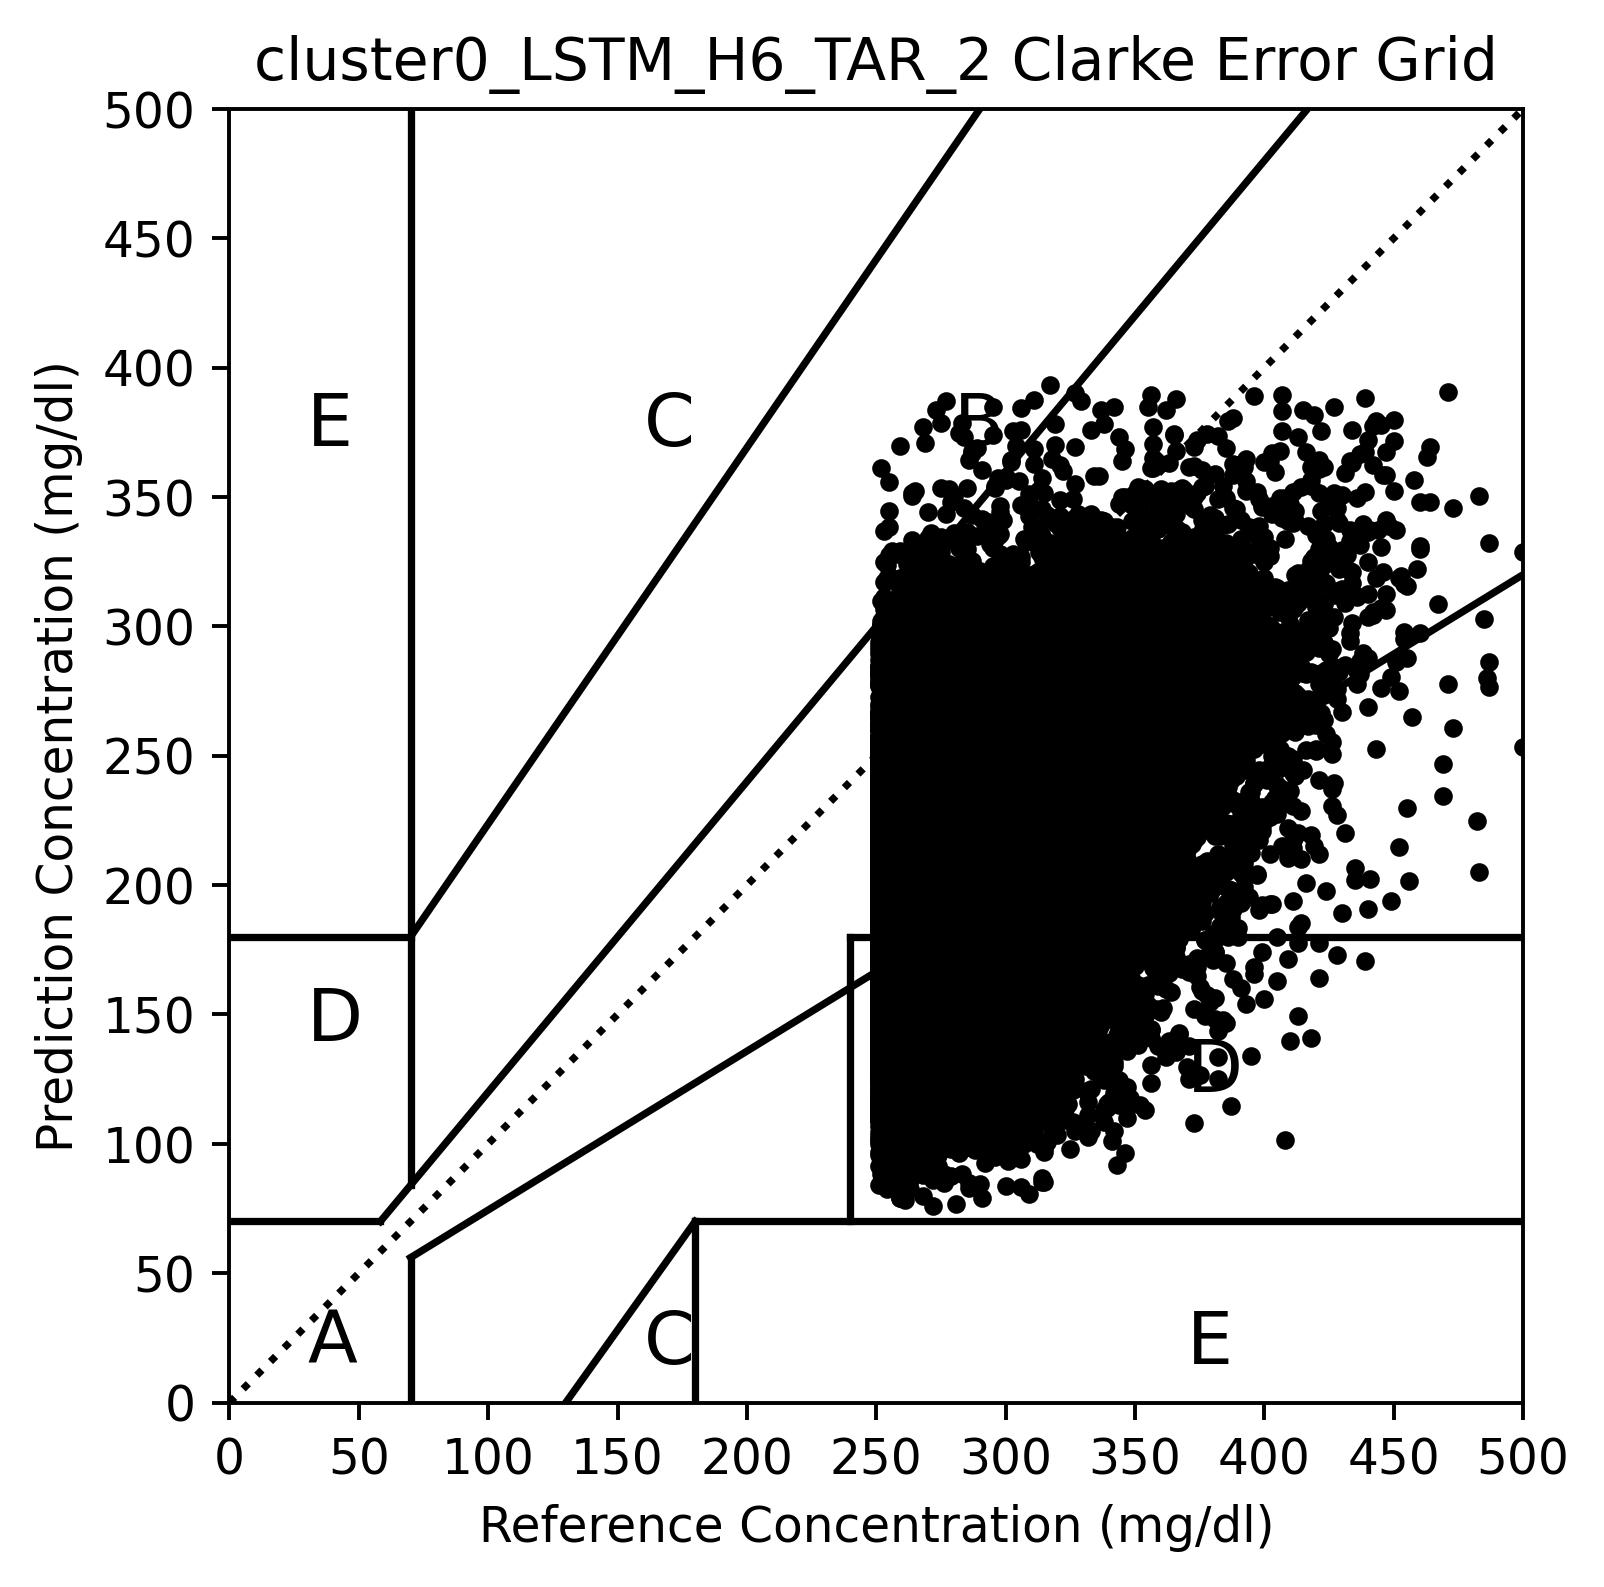 cluster0_LSTM_H6_TAR_2 Clarke Error Grid
Prediction Concentration (mg/dl)
500
450
400
350
300
250
200
150
100
50
0
E
C
B
D
D
A
C
E
0 50 100 150 200 250 300 350 400 450 500
Reference Concentration (mg/dl)